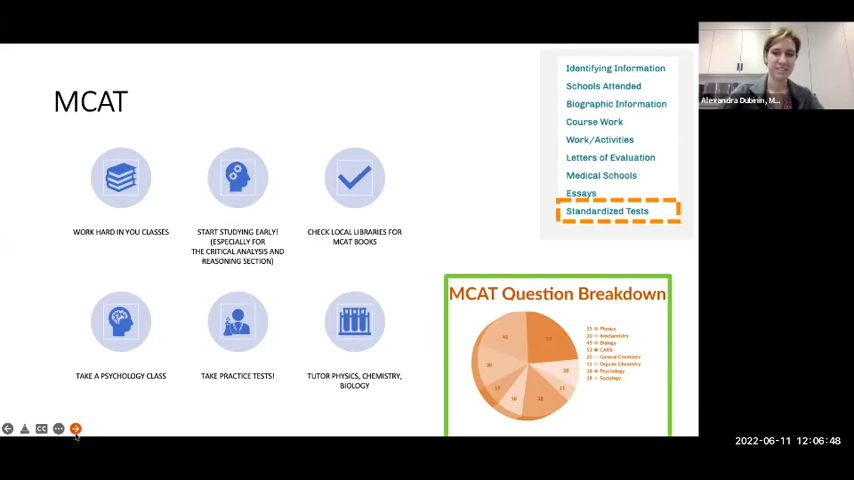 MCAT
WORK HARD IN YOU CLASSES
START STUDYING EARLY!
(ESPECIALLY FOR
THE CRITICAL ANALYSIS AND
REASONING SECTION)
CHECK LOCAL LIBRARIES FOR
MCAT BOOKS
TAKE A PSYCHOLOGY CLASS
TAKE PRACTICE TESTS!
TUTOR PHYSICS, CHEMISTRY,
BIOLOGY
Identifying Information
Schools Attended
Biographic Information
Course Work
Work/Activities
Letters of Evaluation
Medical Schools
Essays
Standardized Tests
MCAT Question Breakdown
Physics
Biochemistry
Biology
CARS
General Chemistry
Organic Chemistry
Psychology
Sociology
CC
Alexandra Dubinin, M...
2022-06-11 12:06:48